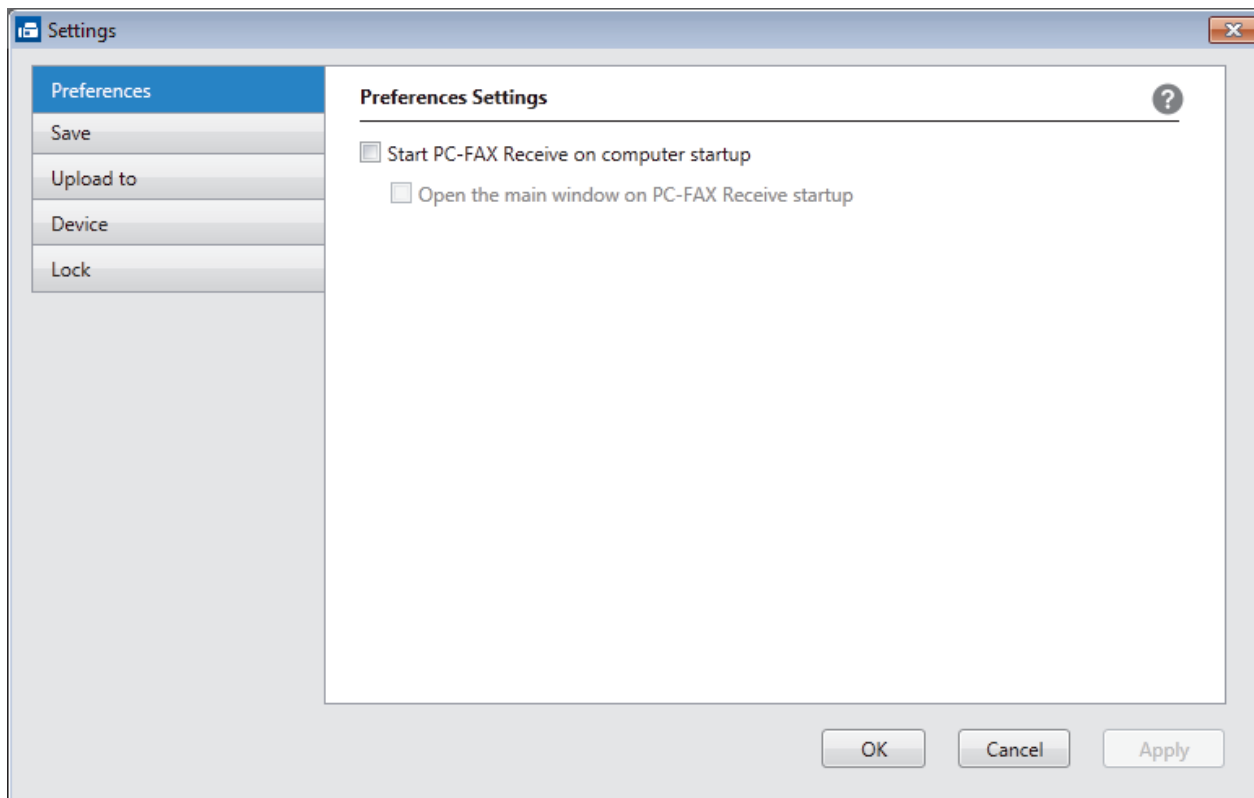 Settings
Preferences
Save
Upload to
Device
Lock
Preferences Settings
?
Start PC-FAX Receive on computer startup
Open the main window on PC-FAX Receive startup
OK
Cancel
Apply